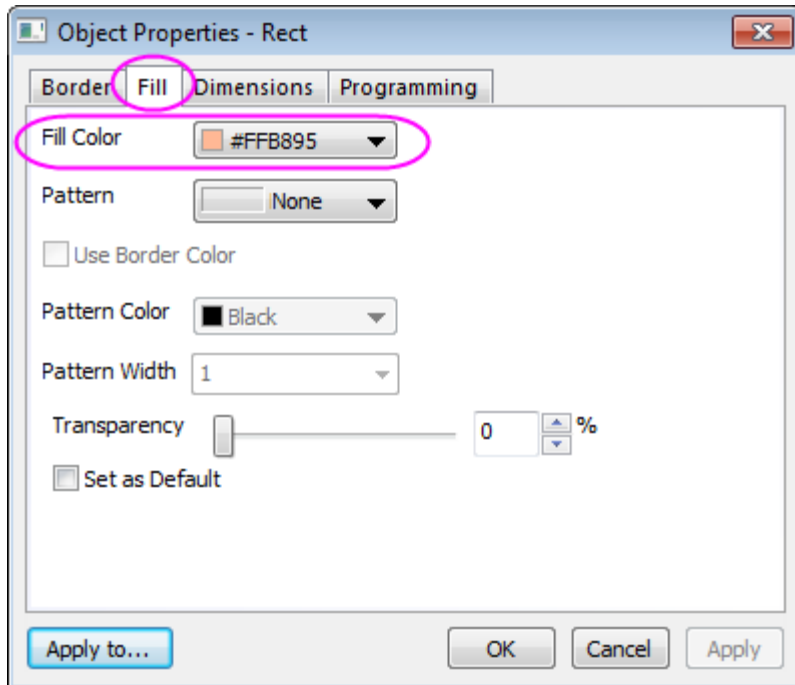 Object Properties - Rect
Border Fill Dimensions Programming
Fill Color #FFB895
Pattern None
Use Border Color
Pattern Color Black
Pattern Width 1
Transparency 0 %
Set as Default
Apply to... OK Cancel Apply